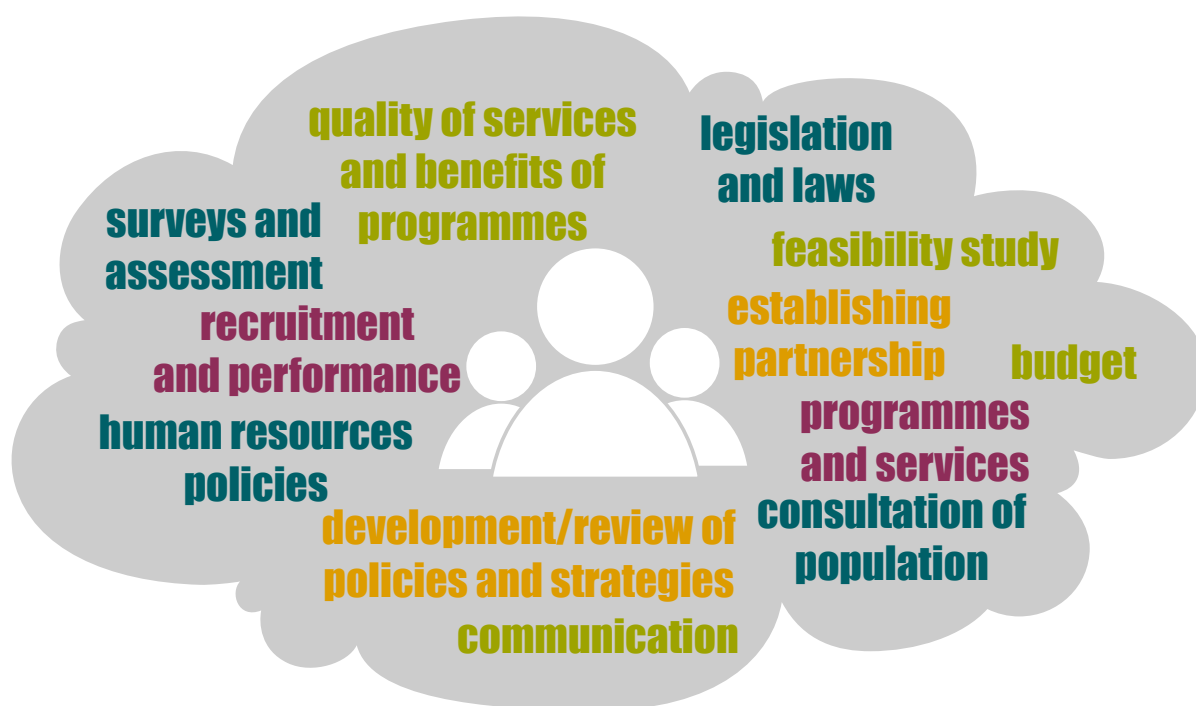 quality of services
and benefits of
programmes
legislation
and laws
surveys and
assessment
feasibility study
recruitment
and performance
establishing
partnership
budget
human resources
policies
programmes
and services
development/review of
policies and strategies
consultation of
population
communication